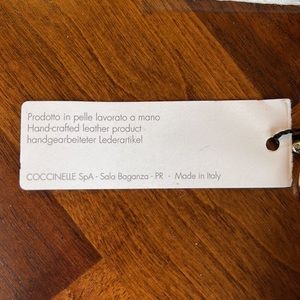 Prodotto in pelle lavorato a mano
Hand-crafted leather product
handgearbeiteter Lederartikel
COCCINELLE SpA - Sala Baganza - PR - Made in Italy